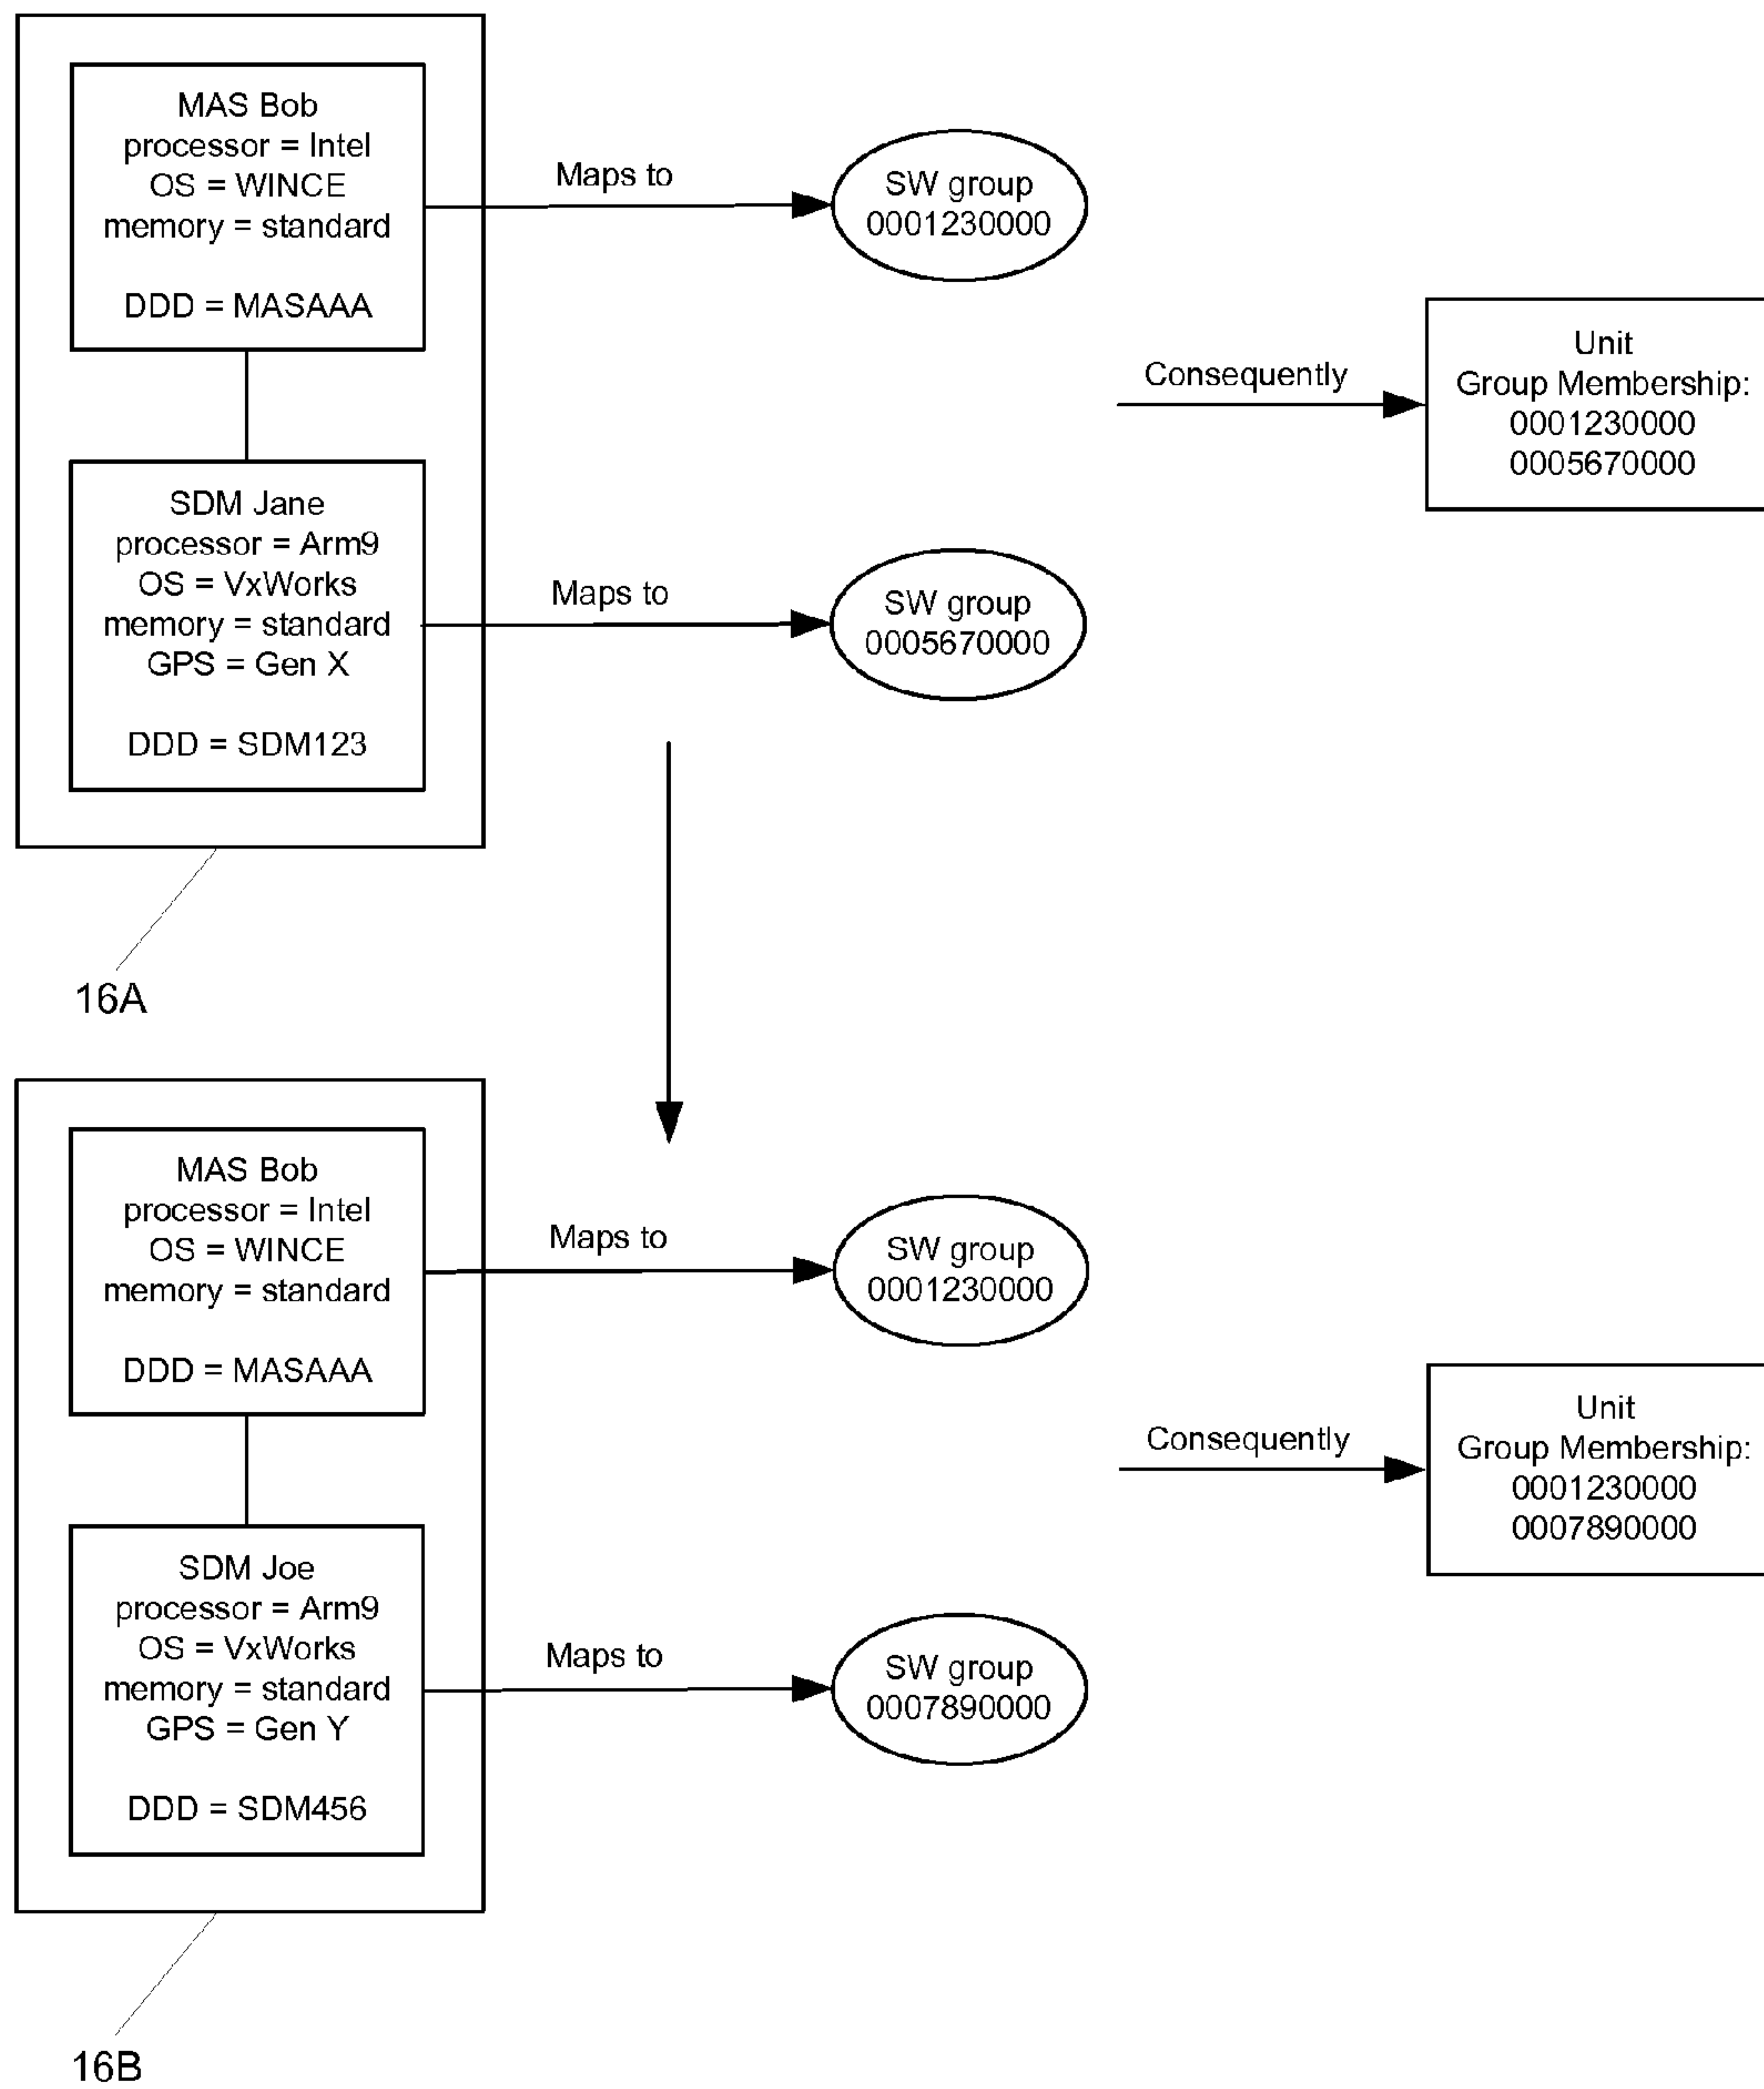 MAS Bob
processor = Intel
OS = WINCE
memory = standard
DDD = MASAAA
Maps to
SW group
0001230000
Consequently
Unit
Group Membership:
0001230000
0005670000
SDM Jane
processor = Arm9
OS = VxWorks
memory = standard
GPS = Gen X
DDD = SDM123
Maps to
SW group
0005670000
16A
MAS Bob
processor = Intel
OS = WINCE
memory = standard
DDD = MASAAA
Maps to
SW group
0001230000
Consequently
Unit
Group Membership:
0001230000
0007890000
SDM Joe
processor = Arm9
OS = VxWorks
memory = standard
GPS = Gen Y
DDD = SDM456
Maps to
SW group
0007890000
16B